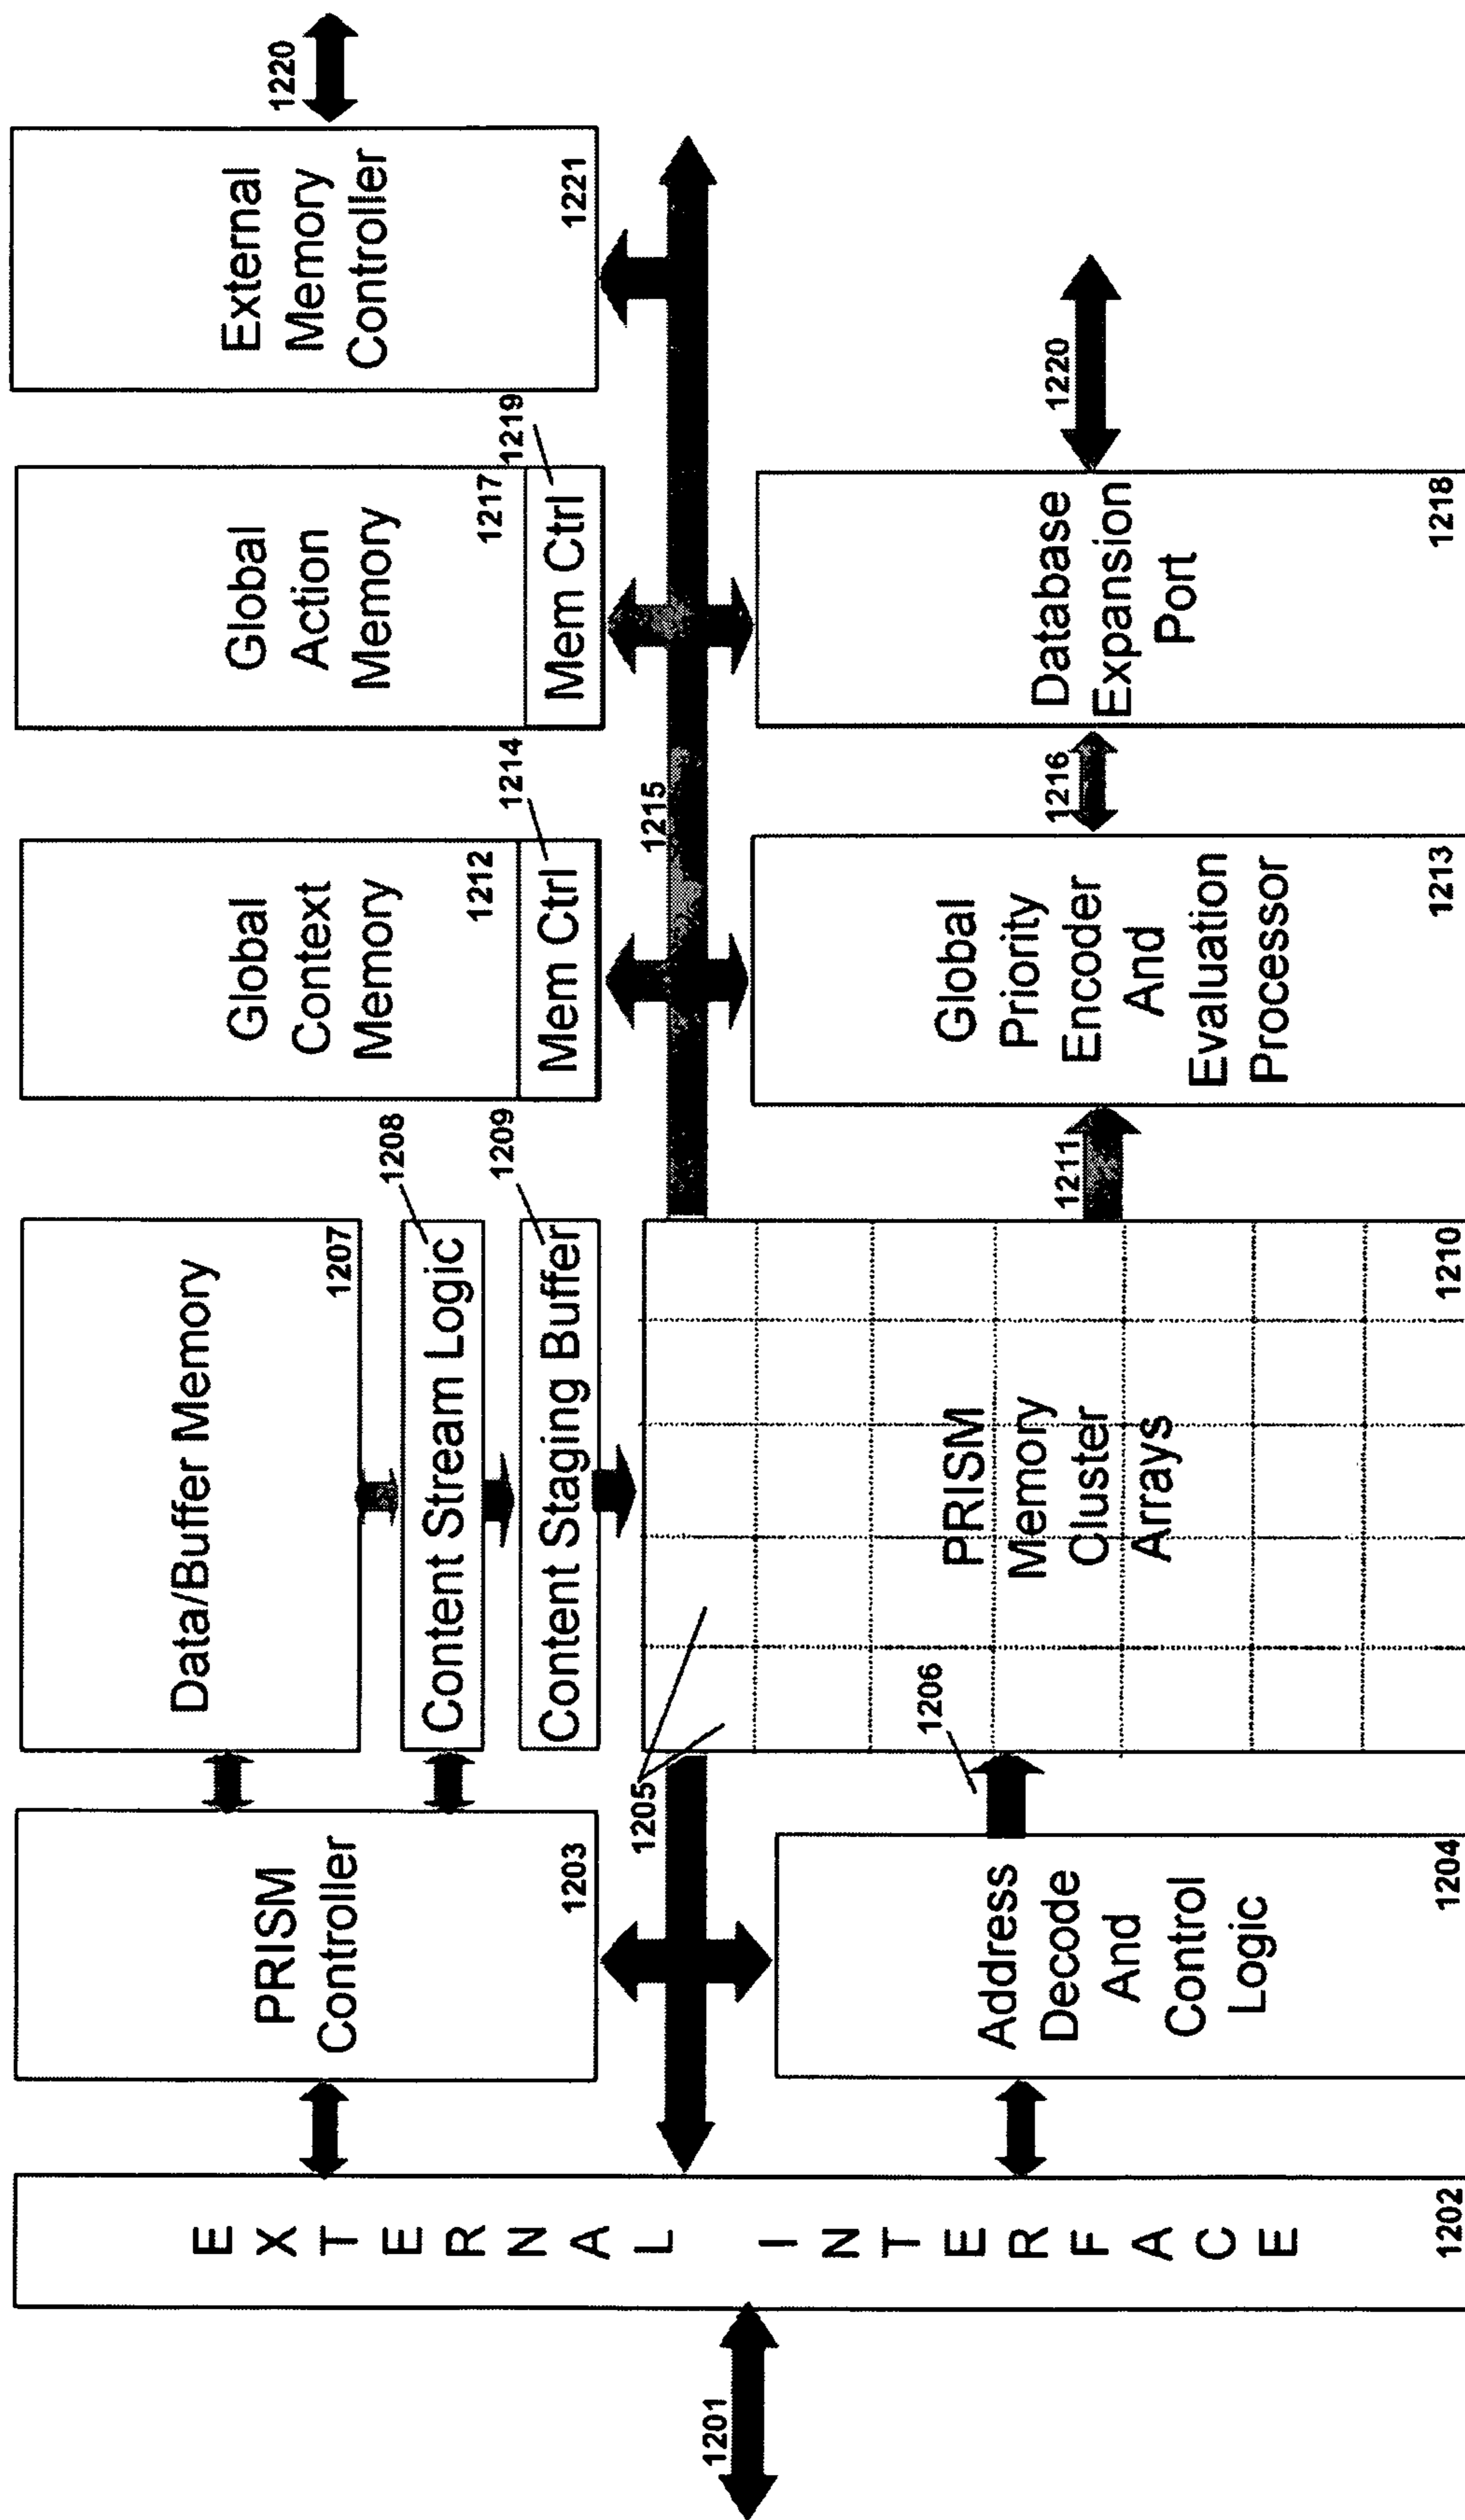 1201
E X T E R N A L I N T E R F A C E
1202
PRISM
Controller
1203
1205
Address
Decode
And
Control
Logic
1204
1206
Data/Buffer Memory
1207
Content Stream Logic
1208
Content Staging Buffer
1209
PRISM
Memory
Cluster
Arrays
1210
1211
Global
Context
Memory
1212
Mem Ctrl
1214
1215
Global
Priority
Encoder
And
Evaluation
Processor
1213
1216
Global
Action
Memory
1217
Mem Ctrl
1219
Database
Expansion
Port
1218
1220
External
Memory
Controller
1221
1220